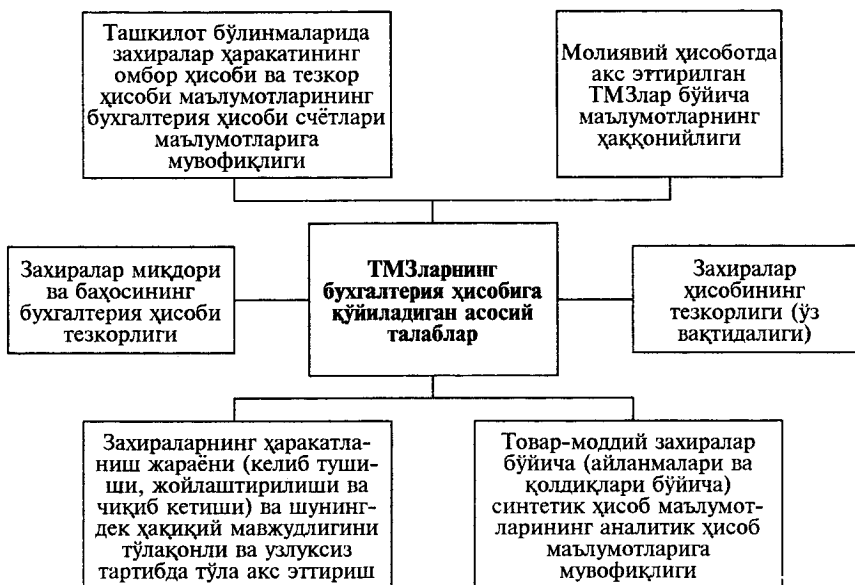 Ташкилот бўлинмаларида
захиралар ҳаракатининг
омбор ҳисоби ва тезкор
ҳисоби маълумотларининг
бухгалтерия ҳисоби счётлари
маълумотларига
мувофиқлиги
Молиявий ҳисоботда
акс эттирилган
ТМЗлар бўйича
маълумотларнинг
ҳаққонийлиги
Захиралар миқдори
ва баҳосининг
бухгалтерия ҳисоби
тезкорлиги
ТМЗларнинг
бухгалтерия ҳисобига
қўйиладиган асосий
талаблар
Захиралар
ҳисобининг
тезкорлиги (ўз
вақтидалиги)
Захираларнинг ҳаракатла-
ниш жараёни (келиб туши-
ши, жойлаштирилиши ва
чиқиб кетиши) ва шунинг-
дек ҳақиқий мавжудлигини
тўлақонли ва узлуксиз
тартибда тўла акс эттириш
Товар-моддий захиралар
бўйича (айланмалари ва
қолдиқлари бўйича)
синтетик ҳисоб маълумот-
ларининг аналитик ҳисоб
маълумотларига
мувофиқлиги